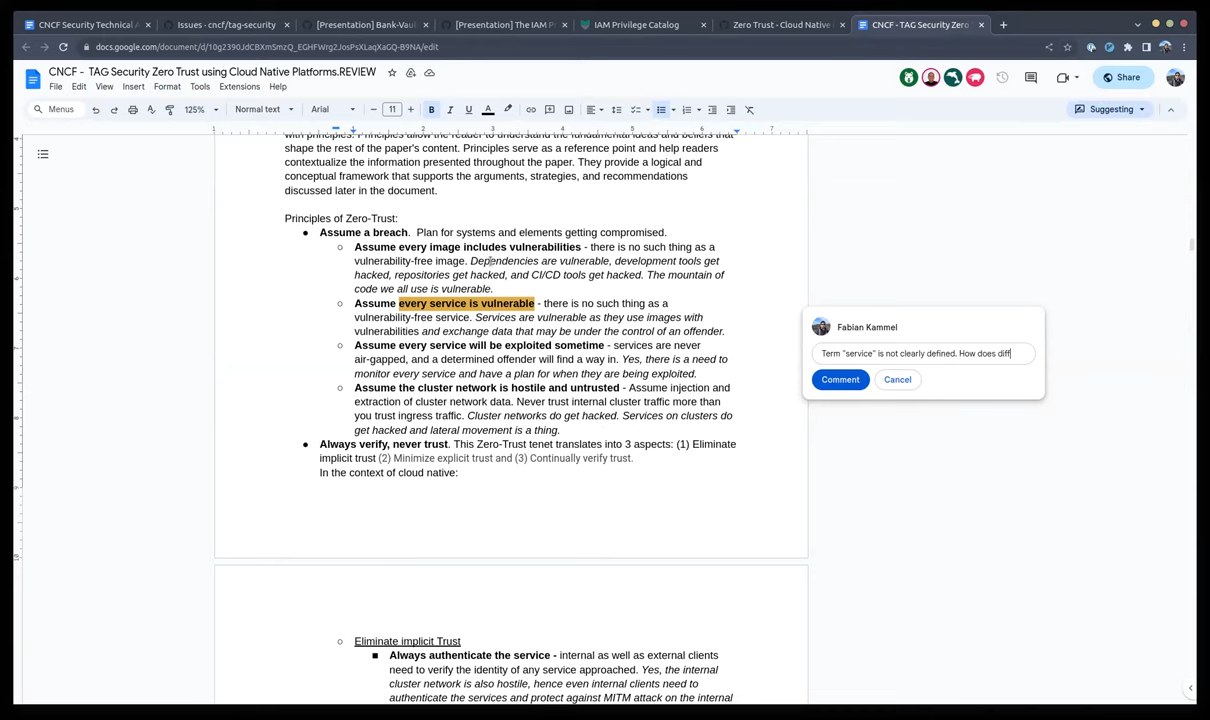 CNCF Security Technical A
Issues · cncf/tag-security
[Presentation] Bank-Vau
[Presentation] The IAM P
IAM Privilege Catalog
Zero Trust - Cloud Native
CNCF - TAG Security Zero T
docs.google.com/document/d/10g2390JdCBXmSmzQ_EGHFWrg2JosPsXLaqXaGQ-B9NA/edit
CNCF - TAG Security Zero Trust using Cloud Native Platforms.REVIEW
File Edit View Insert Format Tools Extensions Help
Share
Menus 125% Normal text Arial 11 Suggesting
1 2 3 4 5 6 7
with principles. Principles allow the reader to understand the fundamental ideas and beliefs that
shape the rest of the paper's content. Principles serve as a reference point and help readers
contextualize the information presented throughout the paper. They provide a logical and
conceptual framework that supports the arguments, strategies, and recommendations
discussed later in the document.
Principles of Zero-Trust:
● Assume a breach. Plan for systems and elements getting compromised.
○ Assume every image includes vulnerabilities - there is no such thing as a
vulnerability-free image. Dependencies are vulnerable, development tools get
hacked, repositories get hacked, and CI/CD tools get hacked. The mountain of
code we all use is vulnerable.
○ Assume every service is vulnerable - there is no such thing as a
vulnerability-free service. Services are vulnerable as they use images with
vulnerabilities and exchange data that may be under the control of an offender.
○ Assume every service will be exploited sometime - services are never
air-gapped, and a determined offender will find a way in. Yes, there is a need to
monitor every service and have a plan for when they are being exploited.
○ Assume the cluster network is hostile and untrusted - Assume injection and
extraction of cluster network data. Never trust internal cluster traffic more than
you trust ingress traffic. Cluster networks do get hacked. Services on clusters do
get hacked and lateral movement is a thing.
● Always verify, never trust. This Zero-Trust tenet translates into 3 aspects: (1) Eliminate
implicit trust (2) Minimize explicit trust and (3) Continually verify trust.
In the context of cloud native:
Fabian Kammel
Term "service" is not clearly defined. How does diff
Comment Cancel
○ Eliminate implicit Trust
■ Always authenticate the service - internal as well as external clients
need to verify the identity of any service approached. Yes, the internal
cluster network is also hostile, hence even internal clients need to
authenticate the services and protect against MITM attack on the internal